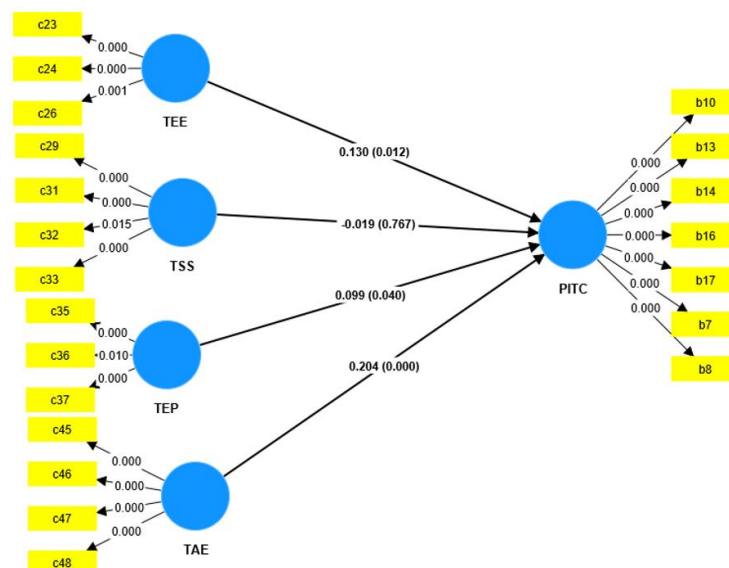 c23
0.000
c24
0.000
c26
0.001
TEE
c29
0.000
c31
0.000
c32
0.015
c33
0.000
TSS
c35
0.000
c36
0.010
c37
0.000
TEP
c45
0.000
c46
0.000
c47
0.000
c48
0.000
TAE
0.130 (0.012)
-0.019 (0.767)
0.099 (0.040)
0.204 (0.000)
PITC
b10
0.000
b13
0.000
b14
0.000
b16
0.000
b17
0.000
b7
0.000
b8
0.000